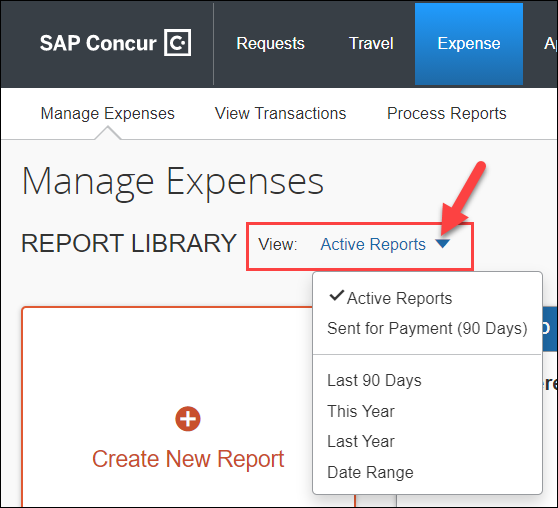 SAP Concur C Requests Travel Expense
Manage Expenses View Transactions Process Reports
Manage Expenses
REPORT LIBRARY View: Active Reports
Active Reports
Sent for Payment (90 Days)
Last 90 Days
This Year
Last Year
Date Range
Create New Report